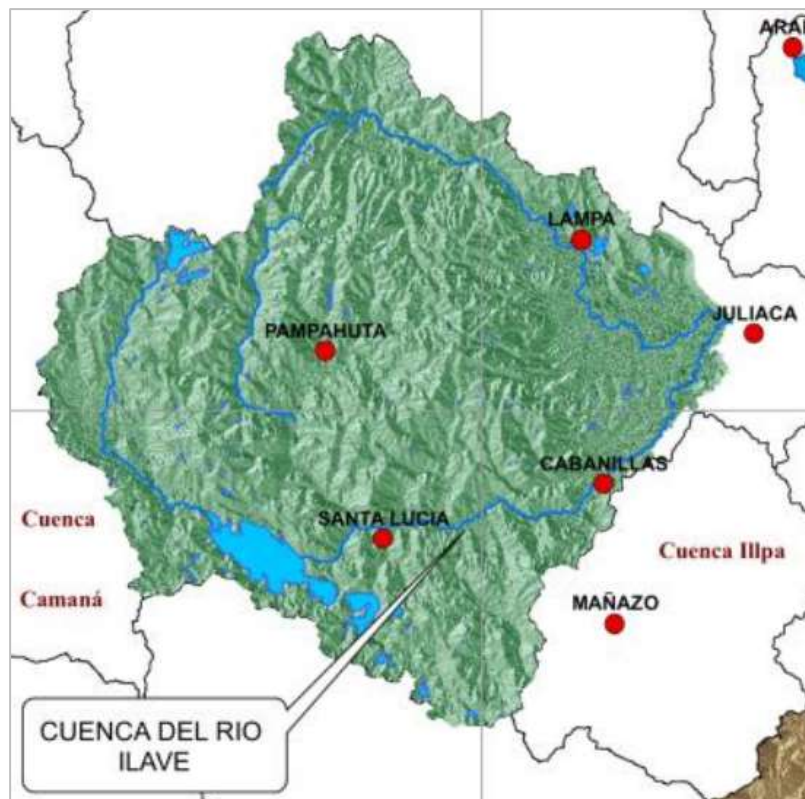 LAMPA
JULIACA
PAMPAHUTA
CABANILLAS
Cuenca
Camaná
SANTA LUCIA
Cuenca Illpa
MAÑAZO
CUENCA DEL RIO
ILAVE